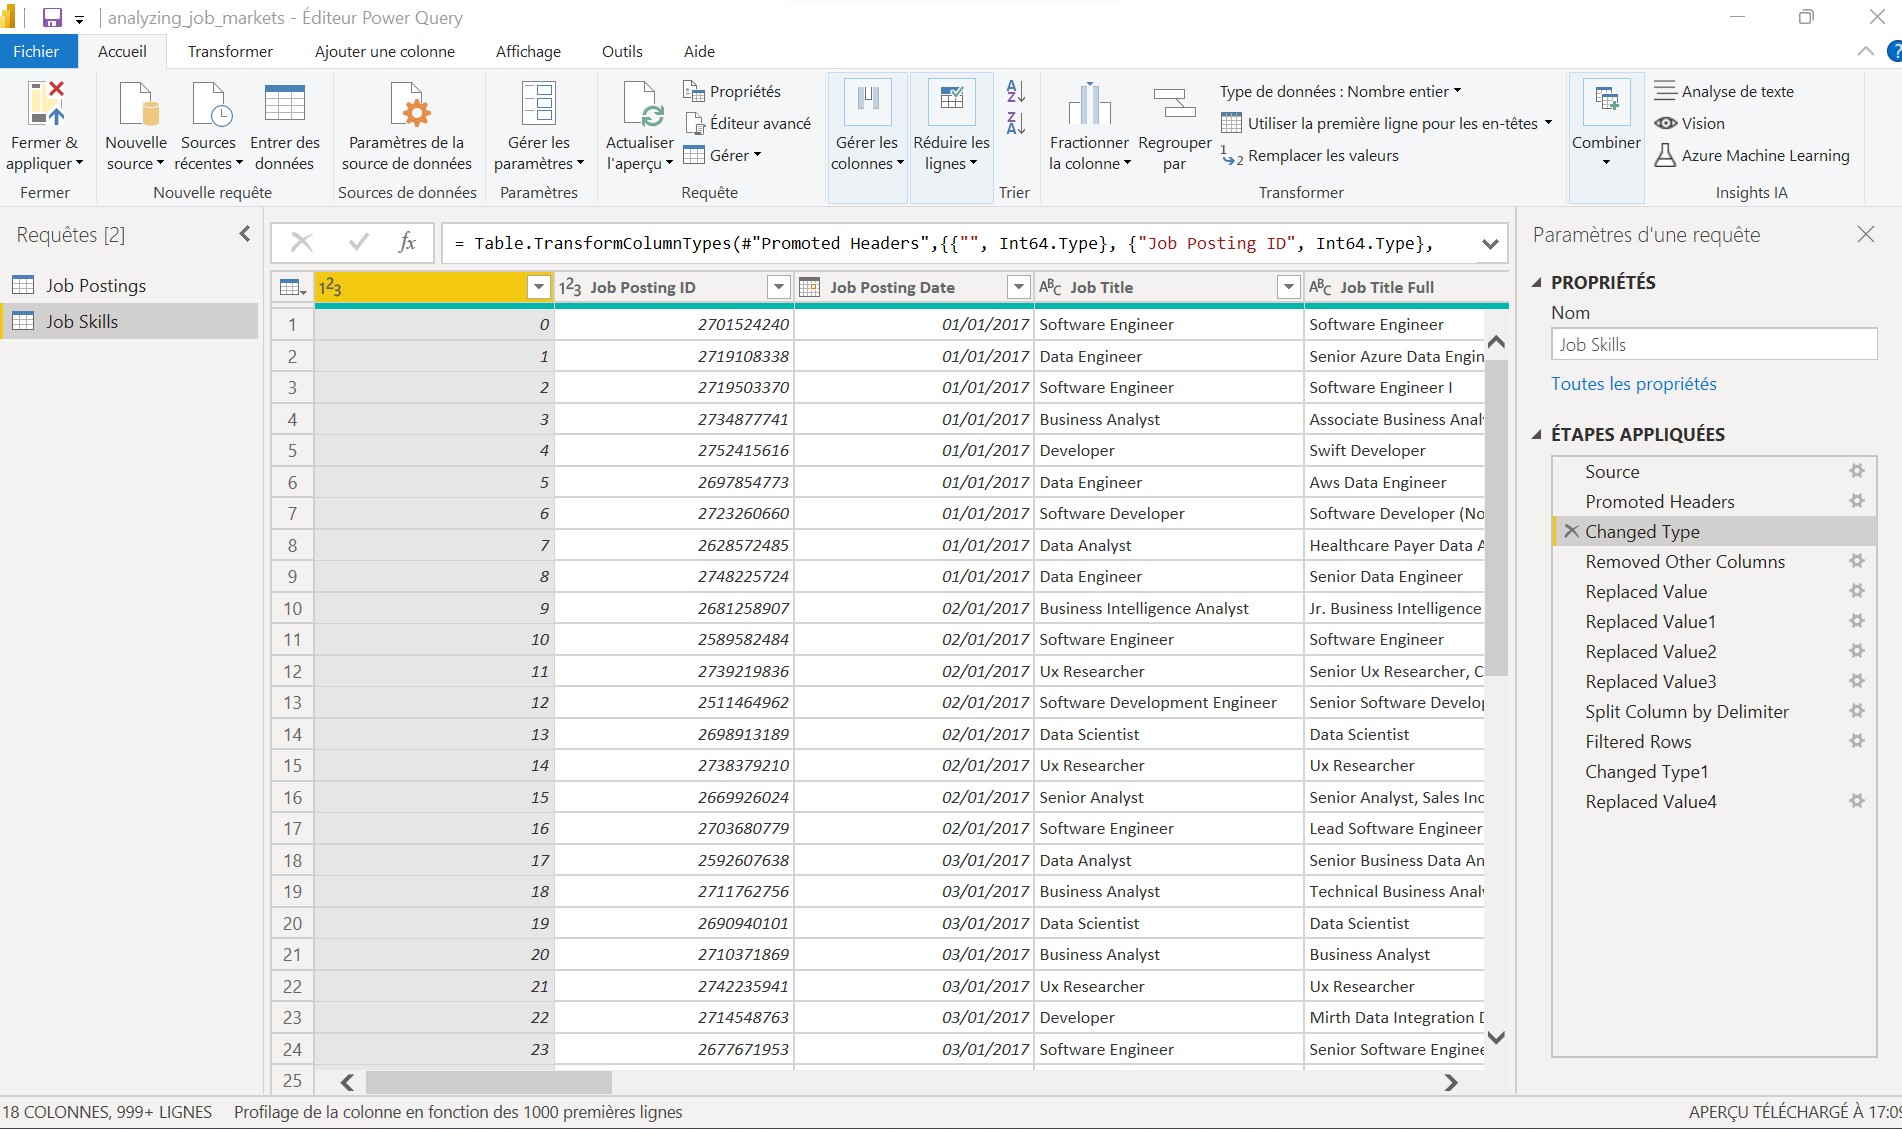 analyzing_job_markets - Éditeur Power Query
Fichier Accueil Transformer Ajouter une colonne Affichage Outils Aide
Fermer & appliquer
Fermer
Nouvelle source
Sources récentes
Entrer des données
Nouvelle requête
Paramètres de la source de données
Sources de données
Gérer les paramètres
Paramètres
Actualiser l'aperçu
Propriétés
Éditeur avancé
Gérer
Requête
Gérer les colonnes
Réduire les lignes
Trier
Fractionner la colonne
Regrouper par
Type de données : Nombre entier
Utiliser la première ligne pour les en-têtes
Remplacer les valeurs
Transformer
Combiner
Analyse de texte
Vision
Azure Machine Learning
Insights IA
Requêtes [2]
Job Postings
Job Skills
fx = Table.TransformColumnTypes(#"Promoted Headers",{{"", Int64.Type}, {"Job Posting ID", Int64.Type},
123 123 Job Posting ID Job Posting Date ABC Job Title ABC Job Title Full
1 0 2701524240 01/01/2017 Software Engineer Software Engineer
2 1 2719108338 01/01/2017 Data Engineer Senior Azure Data Engin
3 2 2719503370 01/01/2017 Software Engineer Software Engineer I
4 3 2734877741 01/01/2017 Business Analyst Associate Business Anal
5 4 2752415616 01/01/2017 Developer Swift Developer
6 5 2697854773 01/01/2017 Data Engineer Aws Data Engineer
7 6 2723260660 01/01/2017 Software Developer Software Developer (No
8 7 2628572485 01/01/2017 Data Analyst Healthcare Payer Data A
9 8 2748225724 01/01/2017 Data Engineer Senior Data Engineer
10 9 2681258907 02/01/2017 Business Intelligence Analyst Jr. Business Intelligence
11 10 2589582484 02/01/2017 Software Engineer Software Engineer
12 11 2739219836 02/01/2017 Ux Researcher Senior Ux Researcher, C
13 12 2511464962 02/01/2017 Software Development Engineer Senior Software Develop
14 13 2698913189 02/01/2017 Data Scientist Data Scientist
15 14 2738379210 02/01/2017 Ux Researcher Ux Researcher
16 15 2669926024 02/01/2017 Senior Analyst Senior Analyst, Sales Inc
17 16 2703680779 02/01/2017 Software Engineer Lead Software Engineer
18 17 2592607638 03/01/2017 Data Analyst Senior Business Data An
19 18 2711762756 03/01/2017 Business Analyst Technical Business Anal
20 19 2690940101 03/01/2017 Data Scientist Data Scientist
21 20 2710371869 03/01/2017 Business Analyst Business Analyst
22 21 2742235941 03/01/2017 Ux Researcher Ux Researcher
23 22 2714548763 03/01/2017 Developer Mirth Data Integration D
24 23 2677671953 03/01/2017 Software Engineer Senior Software Enginee
25
Paramètres d'une requête
PROPRIÉTÉS
Nom
Job Skills
Toutes les propriétés
ÉTAPES APPLIQUÉES
Source
Promoted Headers
Changed Type
Removed Other Columns
Replaced Value
Replaced Value1
Replaced Value2
Replaced Value3
Split Column by Delimiter
Filtered Rows
Changed Type1
Replaced Value4
18 COLONNES, 999+ LIGNES Profilage de la colonne en fonction des 1000 premières lignes APERÇU TÉLÉCHARGÉ À 17:09